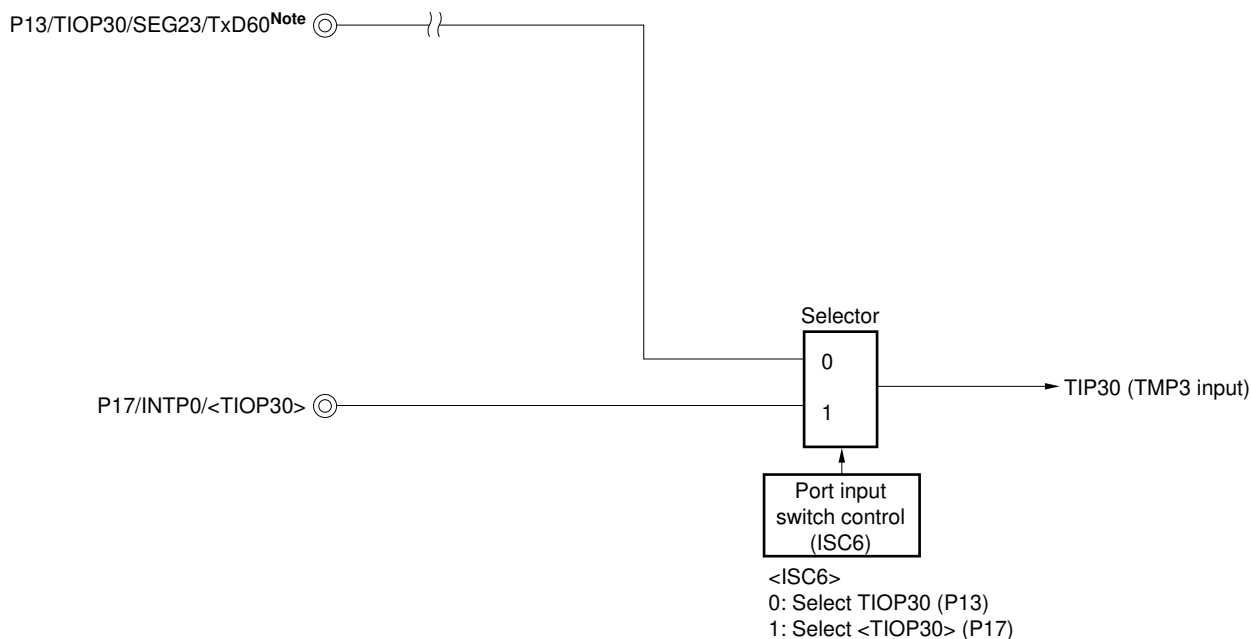 P13/TIOP30/SEG23/TxD60Note
Selector
0
P17/INTP0/<TIOP30>
1
TIP30 (TMP3 input)
Port input
switch control
(ISC6)
<ISC6>
0: Select TIOP30 (P13)
1: Select <TIOP30> (P17)